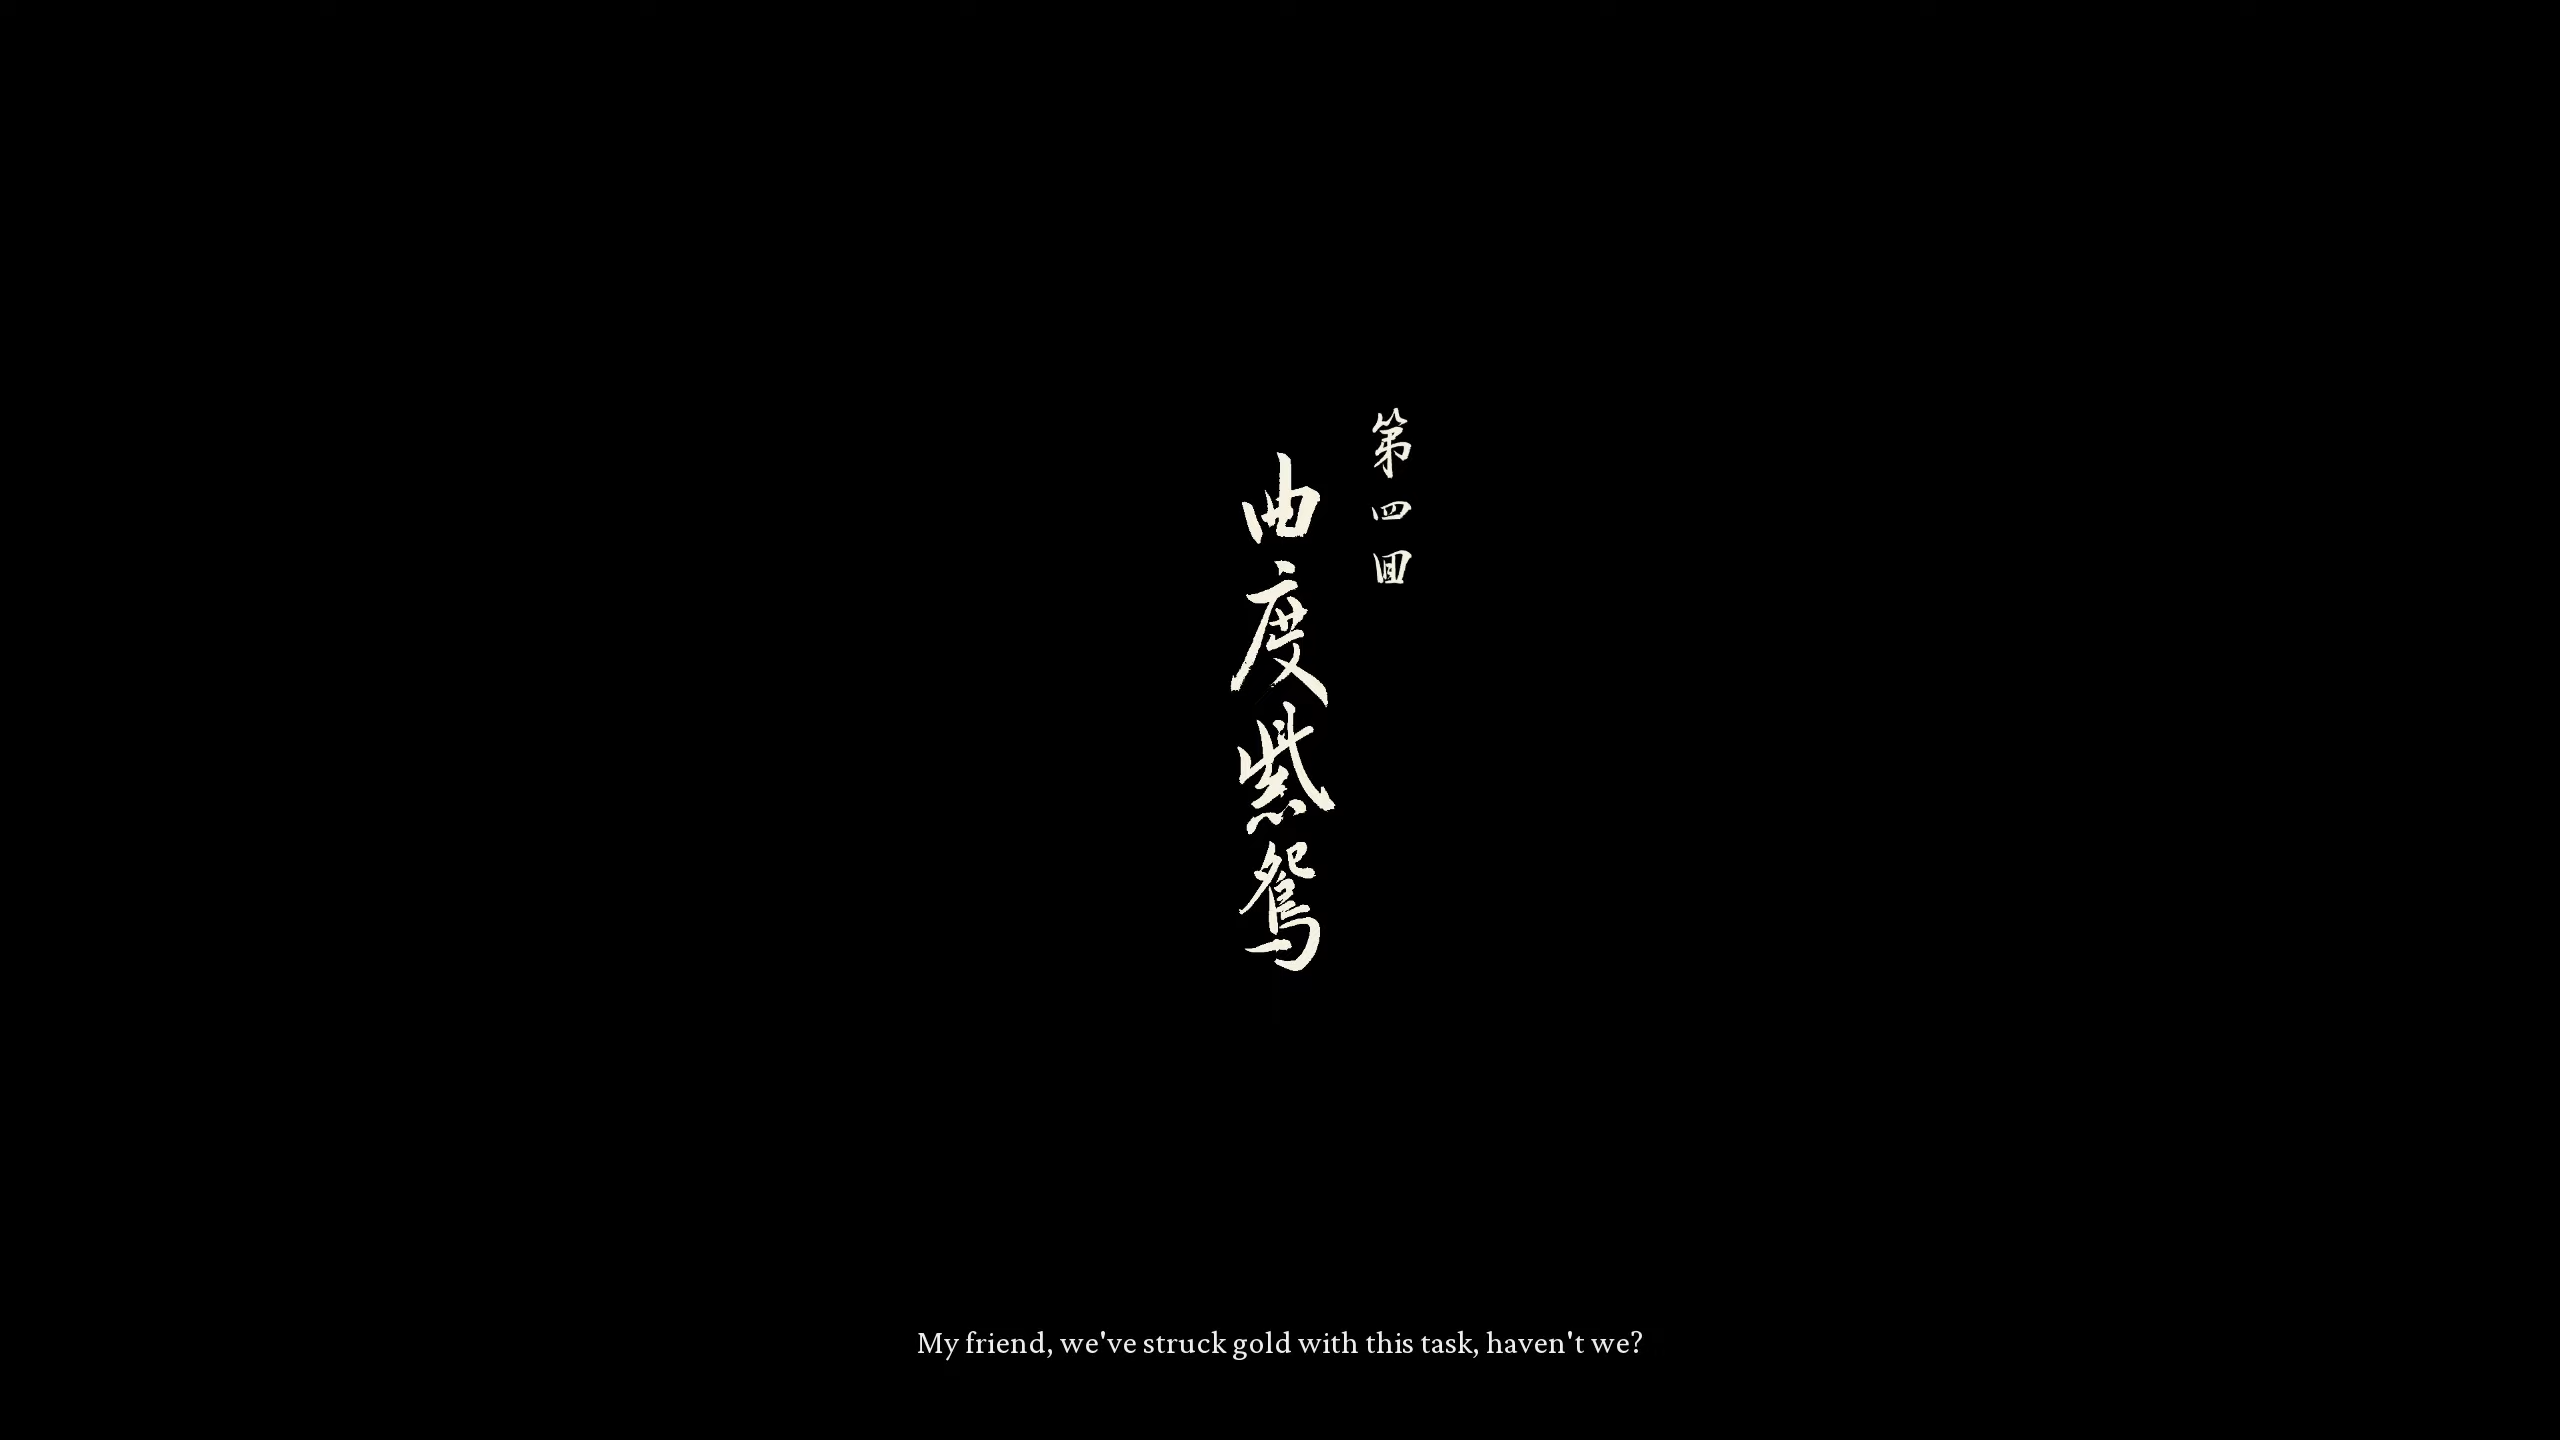 第四回
曲度紫鴛
My friend, we've struck gold with this task, haven't we?